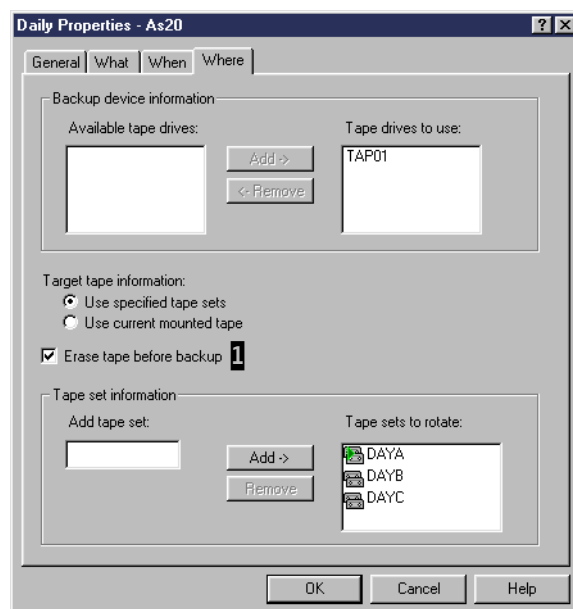 Daily Properties - As20
General What When Where
Backup device information
Available tape drives: Tape drives to use:
Add -> TAP01
<- Remove
Target tape information:
Use specified tape sets
Use current mounted tape
Erase tape before backup 1
Tape set information
Add tape set: Tape sets to rotate:
Add -> DAYA
Remove DAYB
DAYC
OK Cancel Help